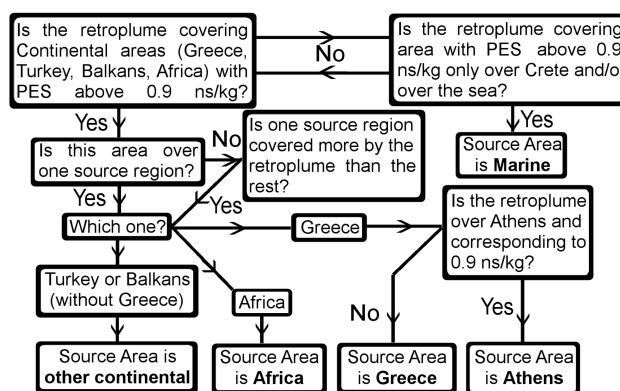 Is the retroplume covering
Continental areas (Greece,
Turkey, Balkans, Africa) with
PES above 0.9 ns/kg?
No
Is the retroplume covering
area with PES above 0.9
ns/kg only over Crete and/o
over the sea?
Yes
Yes
Is this area over
one source region?
No
Is one source region
covered more by the
retroplume than the
rest?
Source Area
is Marine
Yes
Yes
Which one?
Greece
Is the retroplume
over Athens and
corresponding to
0.9 ns/kg?
Turkey or Balkans
(without Greece)
Africa
No
Yes
Source Area is
other continental
Source Area
is Africa
Source Area
is Greece
Source Area
is Athens